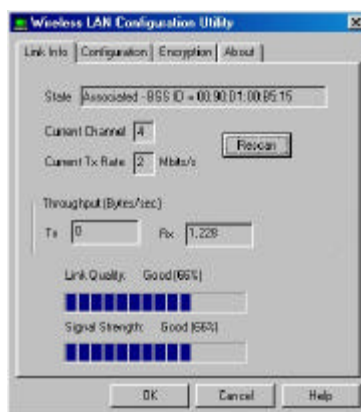 Wireless LAN Configuration Utility
Link Info Configuration Encryption About
State Associated - BSS ID = 00:90:D1:00:B5:15
Current Channel 4
Rescan
Current Tx Rate 2 Mbits/s
Throughput (Bytes/sec)
Tx 0 Rx 1,228
Link Quality: Good (66%)
Signal Strength: Good (66%)
OK Cancel Help